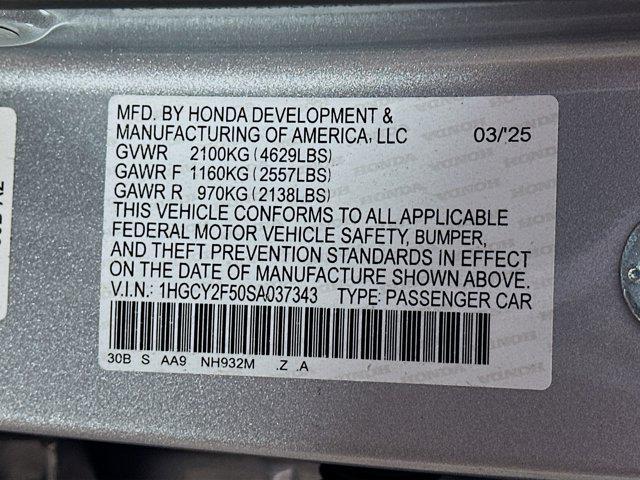 MFD. BY HONDA DEVELOPMENT &
MANUFACTURING OF AMERICA, LLC 03/'25
GVWR 2100KG (4629LBS)
GAWR F 1160KG (2557LBS)
GAWR R 970KG (2138LBS)
THIS VEHICLE CONFORMS TO ALL APPLICABLE
FEDERAL MOTOR VEHICLE SAFETY, BUMPER,
AND THEFT PREVENTION STANDARDS IN EFFECT
ON THE DATE OF MANUFACTURE SHOWN ABOVE.
V.I.N.: 1HGCY2F50SA037343 TYPE: PASSENGER CAR
30B S AA9 NH932M .Z .A